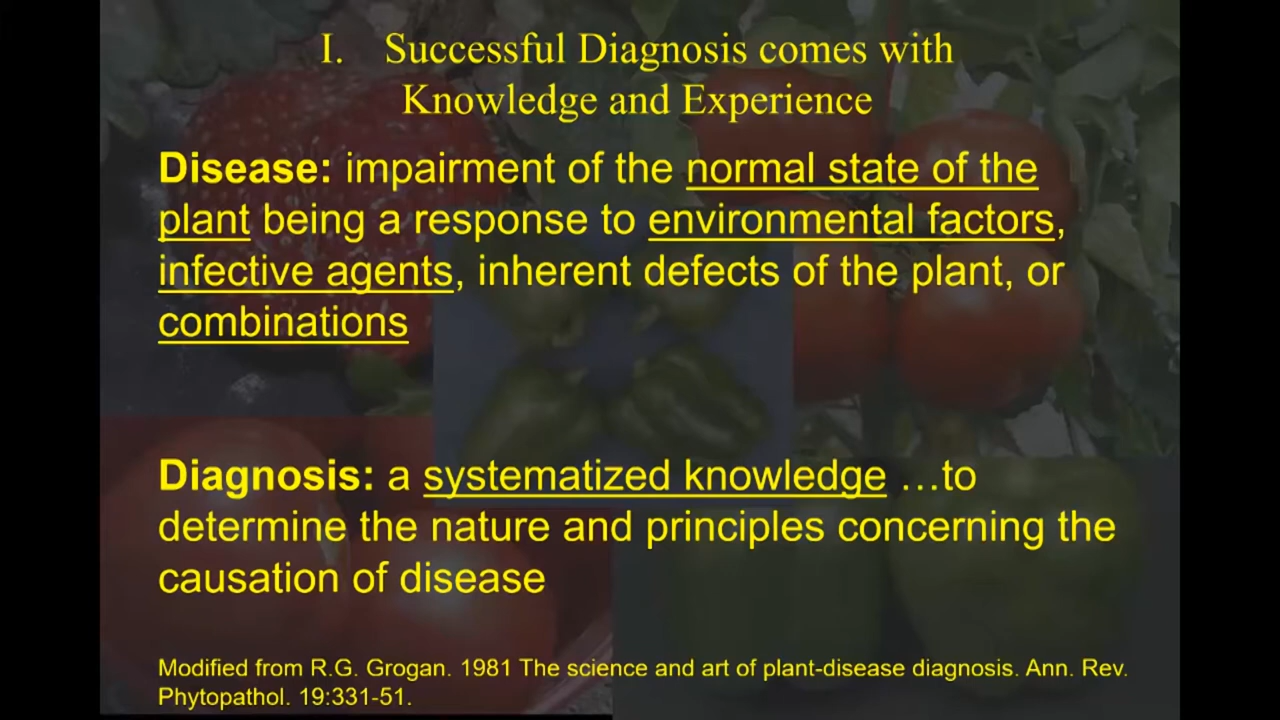 I. Successful Diagnosis comes with
Knowledge and Experience
Disease: impairment of the normal state of the
plant being a response to environmental factors,
infective agents, inherent defects of the plant, or
combinations
Diagnosis: a systematized knowledge …to
determine the nature and principles concerning the
causation of disease
Modified from R.G. Grogan. 1981 The science and art of plant-disease diagnosis. Ann. Rev.
Phytopathol. 19:331-51.